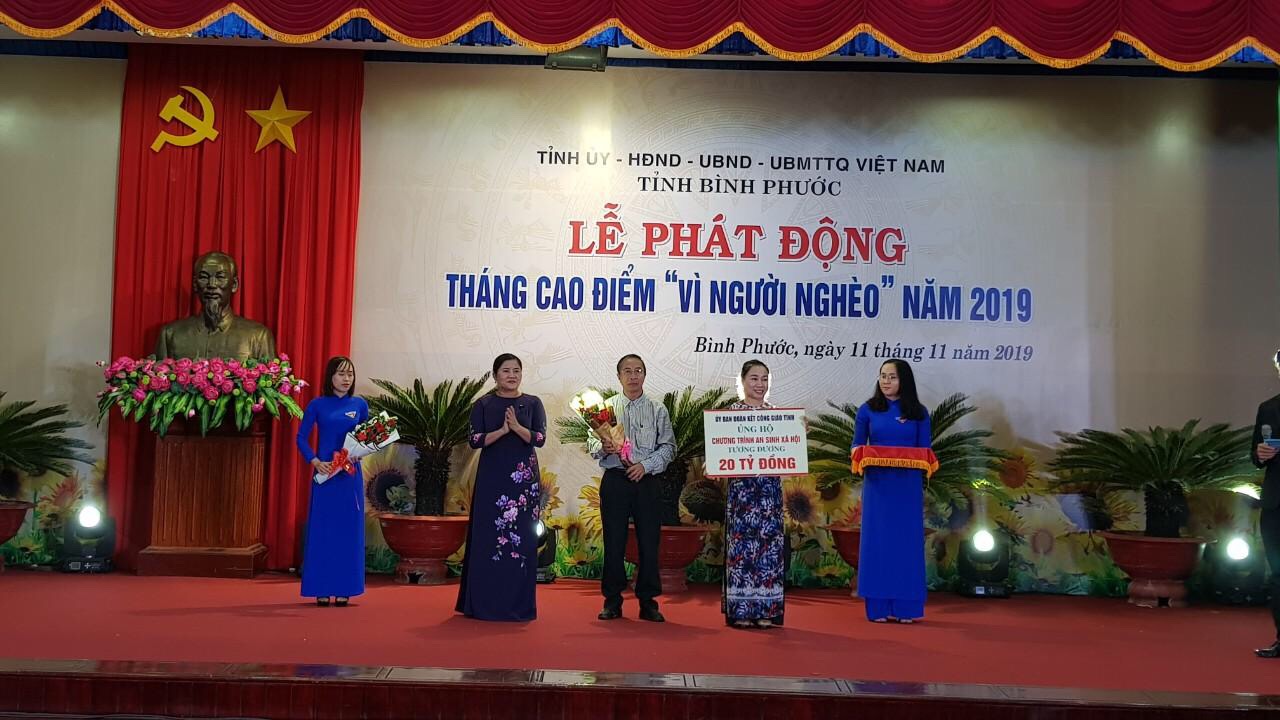 TỈNH ỦY - HĐND - UBND - UBMTTQ VIỆT NAM
TỈNH BÌNH PHƯỚC
LỄ PHÁT ĐỘNG
THÁNG CAO ĐIỂM "VÌ NGƯỜI NGHÈO" NĂM 2019
Bình Phước, ngày 11 tháng 11 năm 2019
ỦY BAN ĐOÀN KẾT CÔNG GIÁO TỈNH
ỦNG HỘ
CHƯƠNG TRÌNH AN SINH XÃ HỘI
TƯƠNG ĐƯƠNG
20 TỶ ĐỒNG